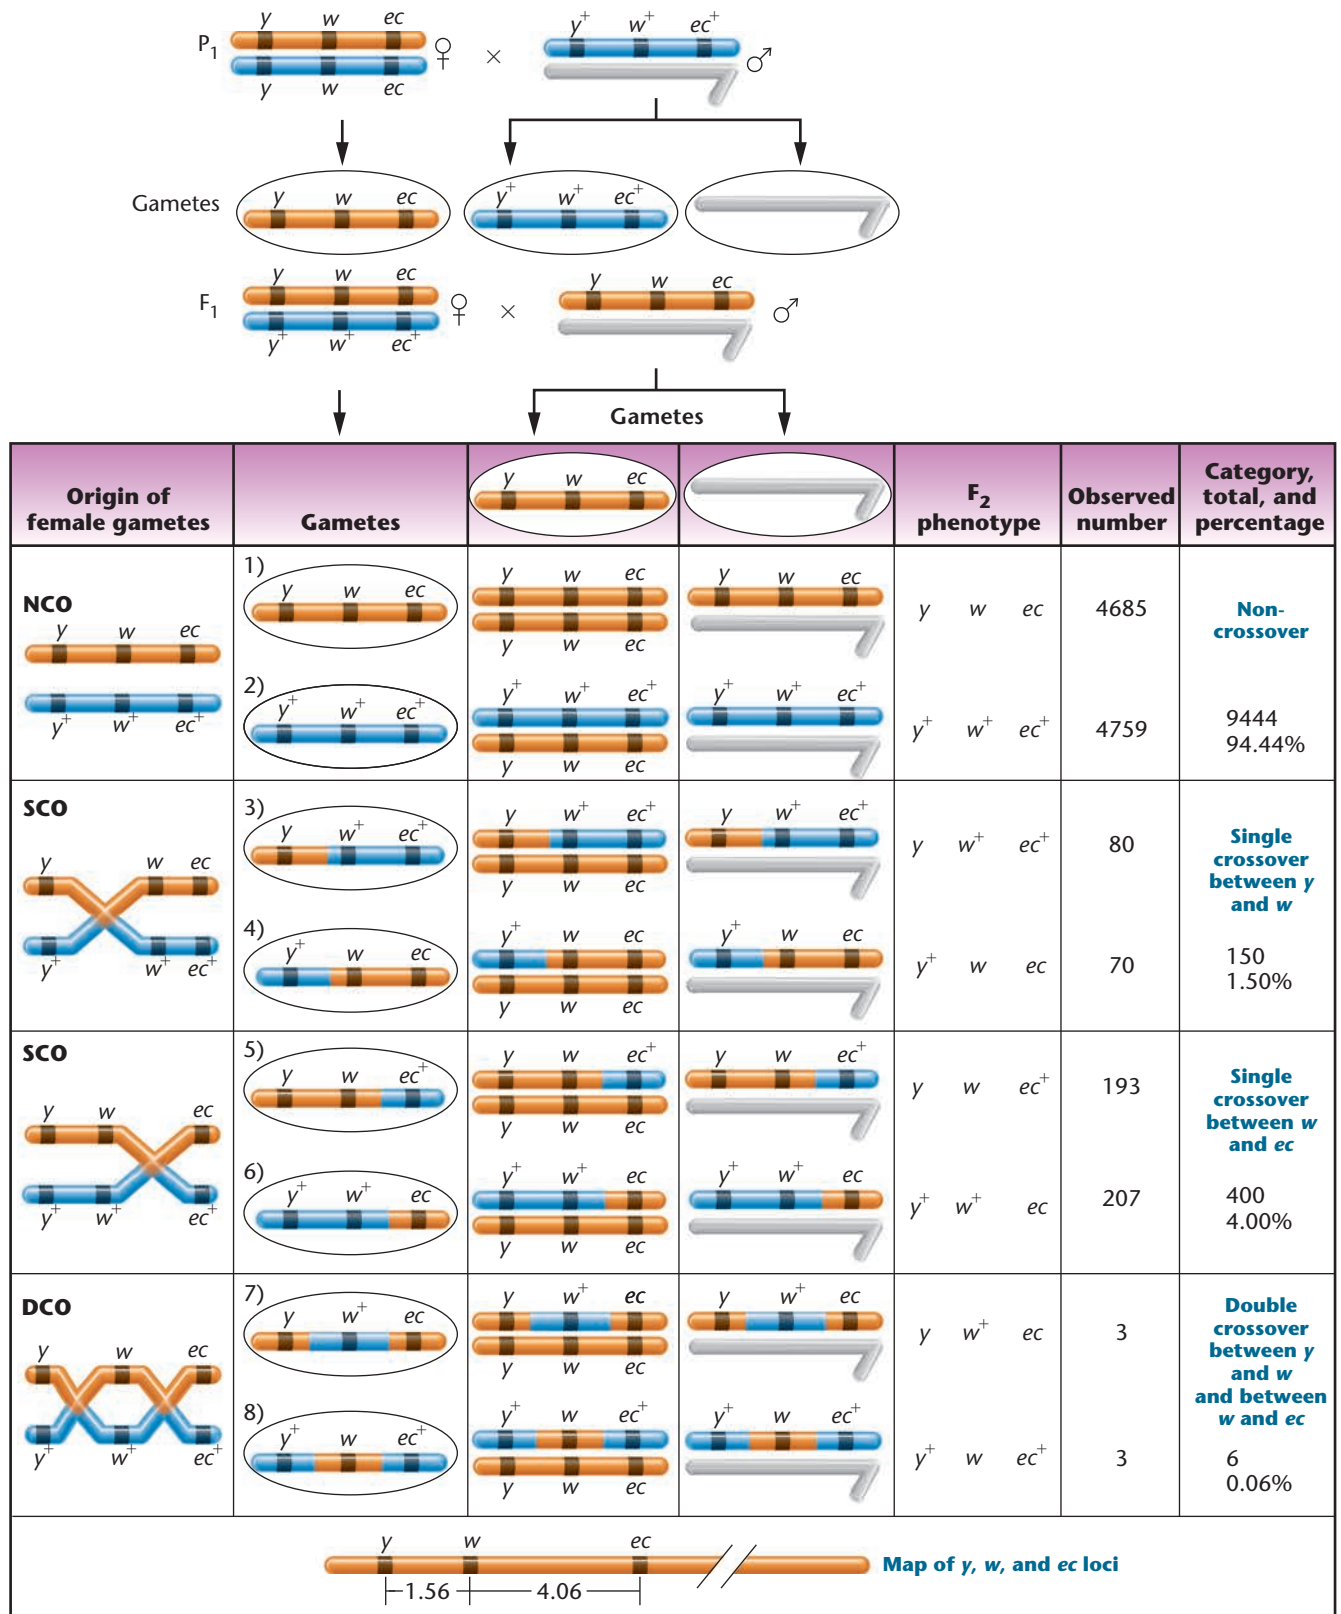 y w ec
P₁ ♀ × ♂
y w ec
y⁺ w⁺ ec⁺
Gametes
y w ec
y⁺ w⁺ ec⁺
F₁ ♀ × ♂
y w ec
y⁺ w⁺ ec⁺
y w ec
Gametes
Origin of
female gametes
Gametes
y w ec
F₂
phenotype
Observed
number
Category,
total, and
percentage
NCO
y w ec
y⁺ w⁺ ec⁺
1)
y w ec
y w ec
y w ec
y w ec
y w ec
4685
Non-
crossover
2)
y⁺ w⁺ ec⁺
y⁺ w⁺ ec⁺
y w ec
y⁺ w⁺ ec⁺
y⁺ w⁺ ec⁺
4759
9444
94.44%
SCO
y w ec
y⁺ w⁺ ec⁺
3)
y w⁺ ec⁺
y w⁺ ec⁺
y w ec
y w⁺ ec⁺
y w⁺ ec⁺
80
Single
crossover
between y
and w
4)
y⁺ w ec
y⁺ w ec
y w ec
y⁺ w ec
y⁺ w ec
70
150
1.50%
SCO
y w ec
y⁺ w⁺ ec⁺
5)
y w ec⁺
y w ec⁺
y w ec
y w ec⁺
y w ec⁺
193
Single
crossover
between w
and ec
6)
y⁺ w⁺ ec
y⁺ w⁺ ec
y w ec
y⁺ w⁺ ec
y⁺ w⁺ ec
207
400
4.00%
DCO
y w ec
y⁺ w⁺ ec⁺
7)
y w⁺ ec
y w⁺ ec
y w ec
y w⁺ ec
y w⁺ ec
3
Double
crossover
between y
and w
and between
w and ec
8)
y⁺ w ec⁺
y⁺ w ec⁺
y w ec
y⁺ w ec⁺
y⁺ w ec⁺
3
6
0.06%
y w ec
Map of y, w, and ec loci
1.56 4.06